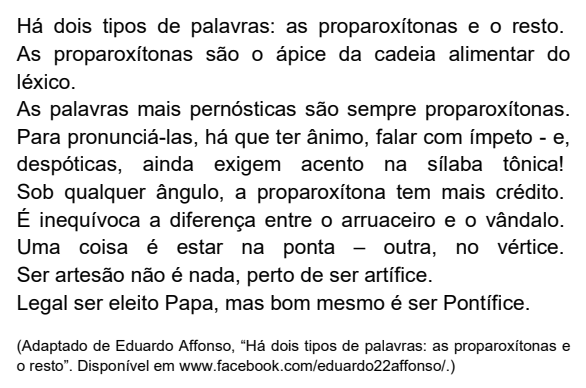 Há dois tipos de palavras: as proparoxítonas e o resto.
As proparoxítonas são o ápice da cadeia alimentar do
léxico.
As palavras mais pernósticas são sempre proparoxítonas.
Para pronunciá-las, há que ter ânimo, falar com ímpeto - e,
despóticas, ainda exigem acento na sílaba tônica!
Sob qualquer ângulo, a proparoxítona tem mais crédito.
É inequívoca a diferença entre o arruaceiro e o vândalo.
Uma coisa é estar na ponta – outra, no vértice.
Ser artesão não é nada, perto de ser artífice.
Legal ser eleito Papa, mas bom mesmo é ser Pontífice.
(Adaptado de Eduardo Affonso, “Há dois tipos de palavras: as proparoxítonas e
o resto”. Disponível em www.facebook.com/eduardo22affonso/.)